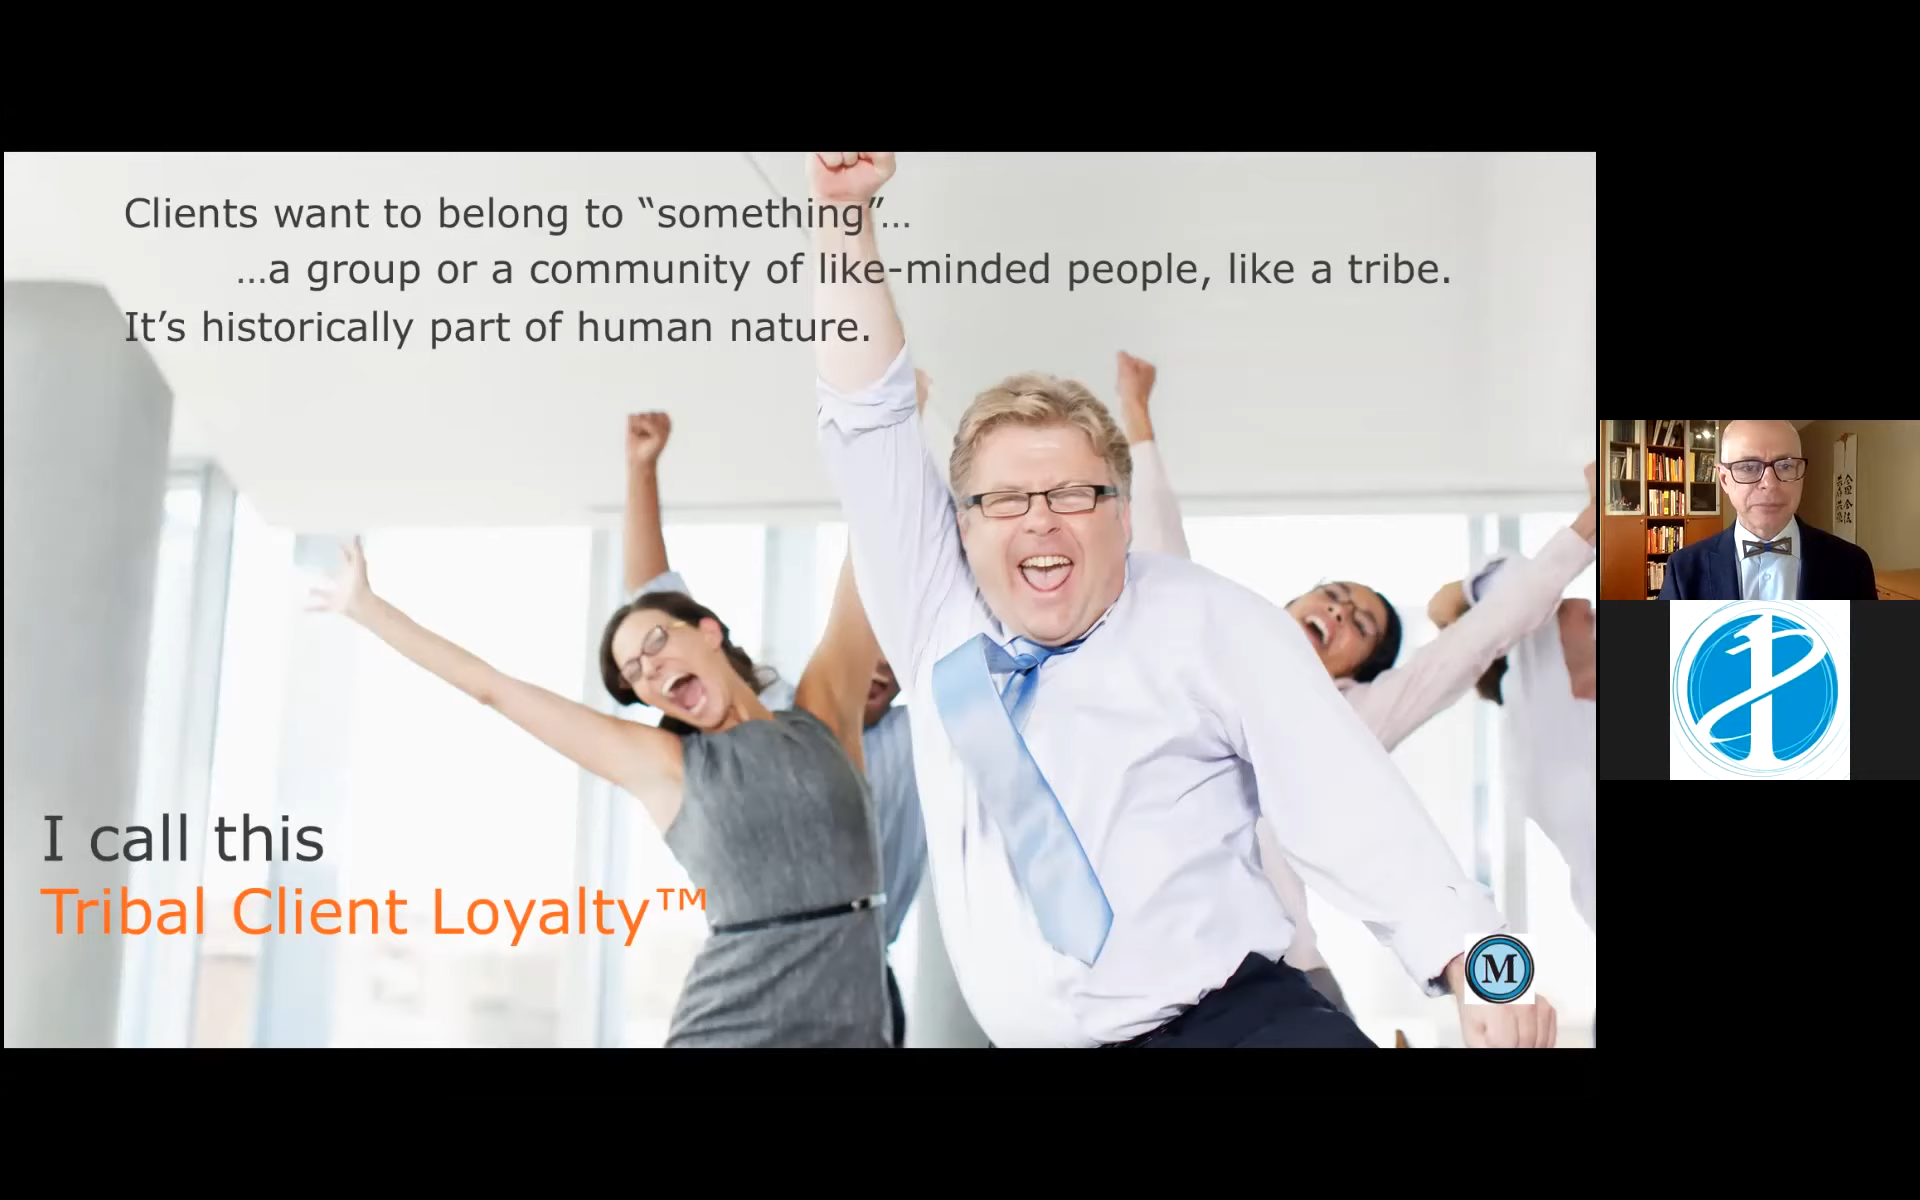 Clients want to belong to “something”…
…a group or a community of like-minded people, like a tribe.
It’s historically part of human nature.
I call this
Tribal Client Loyalty™
M